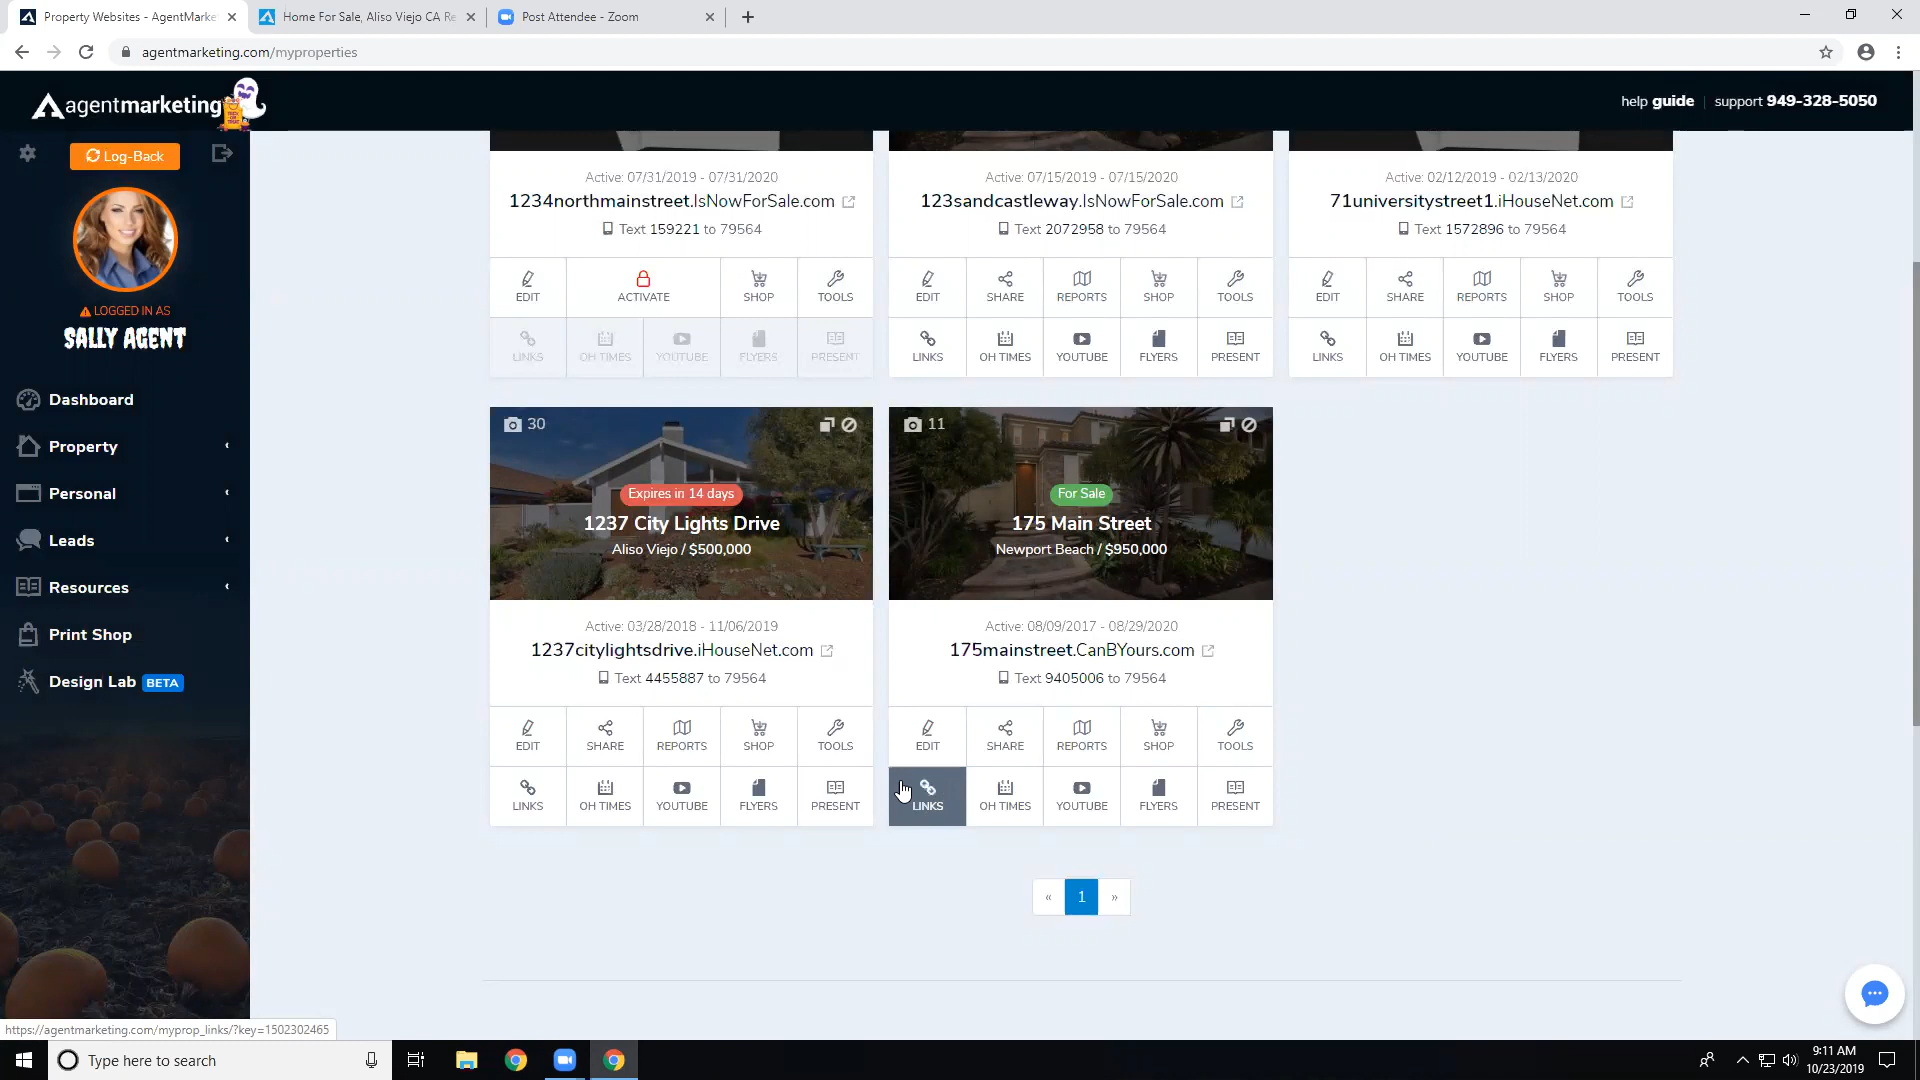 Property Websites - AgentMarke
Home For Sale, Aliso Viejo CA Re
Post Attendee - Zoom
agentmarketing.com/myproperties
agentmarketing
help guide
support 949-328-5050
Log-Back
LOGGED IN AS
SALLY AGENT
Dashboard
Property
Personal
Leads
Resources
Print Shop
Design Lab BETA
Active: 07/31/2019 - 07/31/2020
1234northmainstreet.IsNowForSale.com
Text 159221 to 79564
EDIT
ACTIVATE
SHOP
TOOLS
LINKS
OH TIMES
YOUTUBE
FLYERS
PRESENT
Active: 07/15/2019 - 07/15/2020
123sandcastleway.IsNowForSale.com
Text 2072958 to 79564
EDIT
SHARE
REPORTS
SHOP
TOOLS
LINKS
OH TIMES
YOUTUBE
FLYERS
PRESENT
Active: 02/12/2019 - 02/13/2020
71universitystreet1.iHouseNet.com
Text 1572896 to 79564
EDIT
SHARE
REPORTS
SHOP
TOOLS
LINKS
OH TIMES
YOUTUBE
FLYERS
PRESENT
30
Expires in 14 days
1237 City Lights Drive
Aliso Viejo / $500,000
Active: 03/28/2018 - 11/06/2019
1237citylightsdrive.iHouseNet.com
Text 4455887 to 79564
EDIT
SHARE
REPORTS
SHOP
TOOLS
LINKS
OH TIMES
YOUTUBE
FLYERS
PRESENT
11
For Sale
175 Main Street
Newport Beach / $950,000
Active: 08/09/2017 - 08/29/2020
175mainstreet.CanBYours.com
Text 9405006 to 79564
EDIT
SHARE
REPORTS
SHOP
TOOLS
LINKS
OH TIMES
YOUTUBE
FLYERS
PRESENT
« 1 »
https://agentmarketing.com/myprop_links/?key=1502302465
Type here to search
9:11 AM
10/23/2019